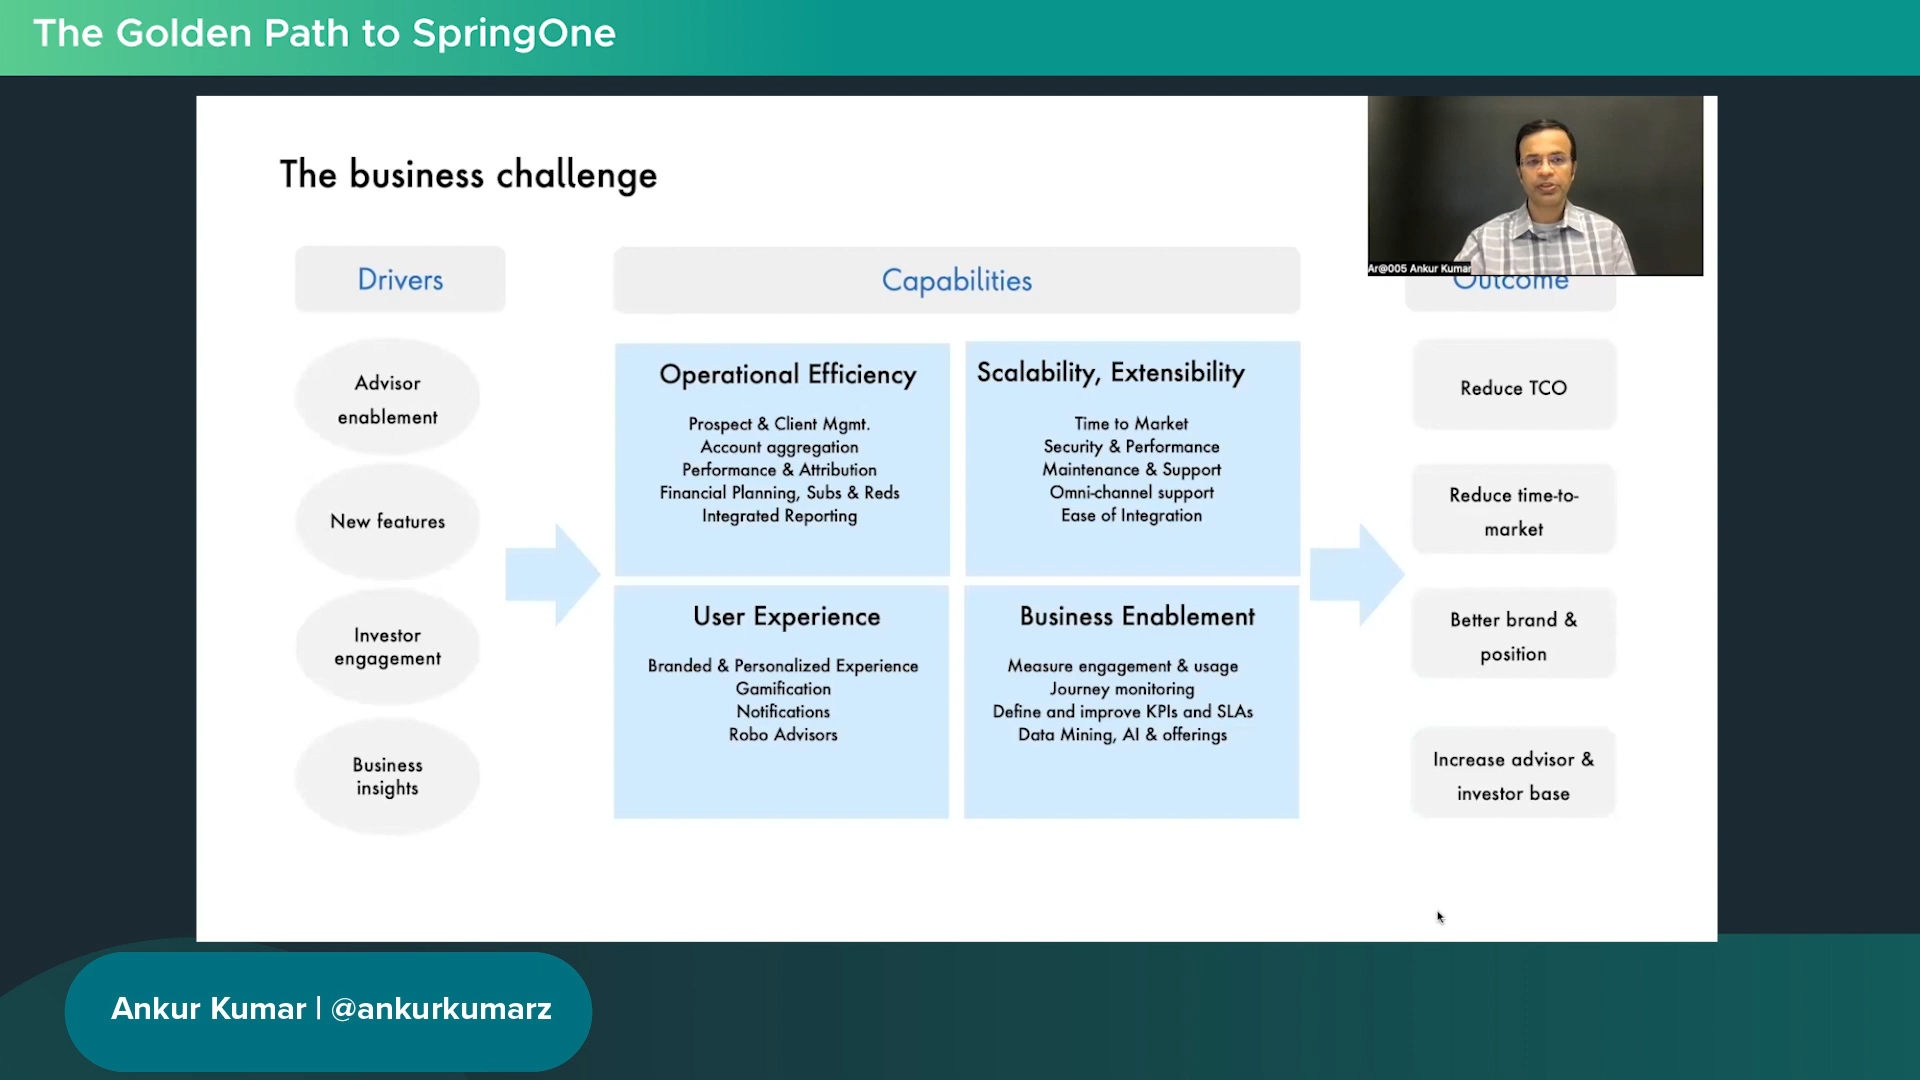 The Golden Path to SpringOne
The business challenge
Ar@005 Ankur Kumar
Drivers
Capabilities
Outcome
Advisor
enablement
New features
Investor
engagement
Business
insights
Operational Efficiency
Prospect & Client Mgmt.
Account aggregation
Performance & Attribution
Financial Planning, Subs & Reds
Integrated Reporting
Scalability, Extensibility
Time to Market
Security & Performance
Maintenance & Support
Omni-channel support
Ease of Integration
User Experience
Branded & Personalized Experience
Gamification
Notifications
Robo Advisors
Business Enablement
Measure engagement & usage
Journey monitoring
Define and improve KPIs and SLAs
Data Mining, AI & offerings
Reduce TCO
Reduce time-to-
market
Better brand &
position
Increase advisor &
investor base
Ankur Kumar | @ankurkumarz